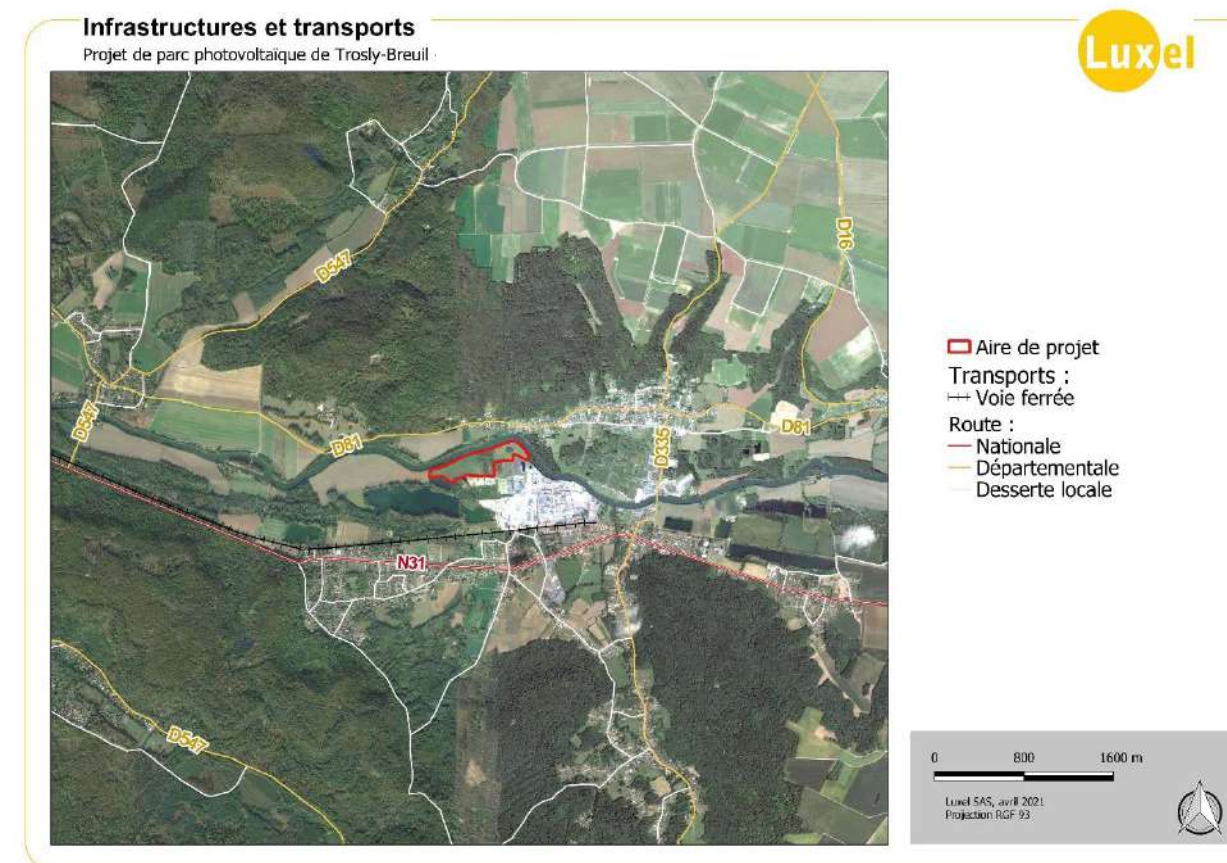 Infrastructures et transports
Projet de parc photovoltaïque de Trosly-Breuil
Luxel
D547
D16
D547
D81
D335
D81
N31
D547
Aire de projet
Transports :
Voie ferrée
Route :
Nationale
Départementale
Desserte locale
0 800 1600 m
Luxel SAS, avril 2021
Projection RGF 93